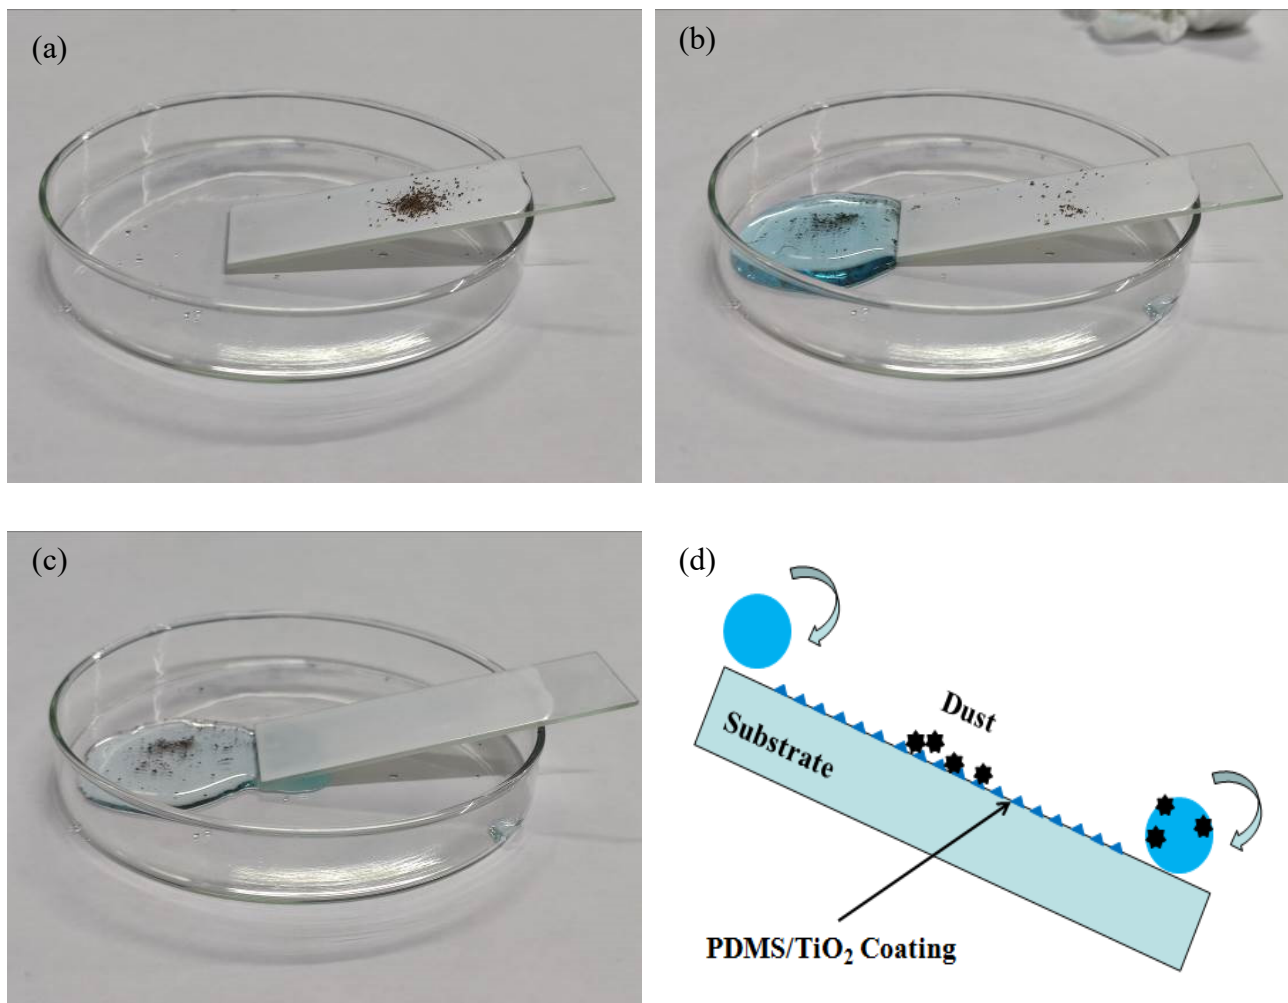 (a)
(b)
(c)
(d)
Dust
Substrate
PDMS/TiO₂ Coating